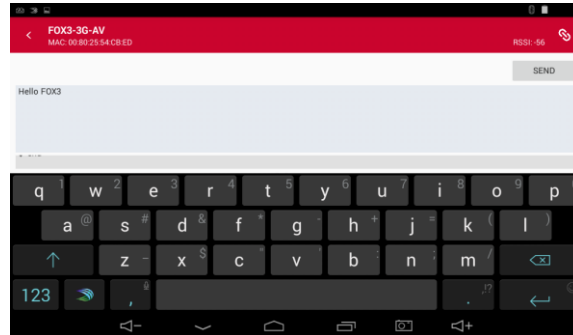 FOX3-3G-AV
MAC: 00:80:25:54:CB:ED
RSSI: -56
SEND
Hello FOX3
q 1 w 2 e 3 r 4 t 5 y 6 u 7 i 8 o 9 p
a @ s # d & f * g - h + j = k ( l )
z - x $ c " v ' b : n ; m /
123 , . ,!?